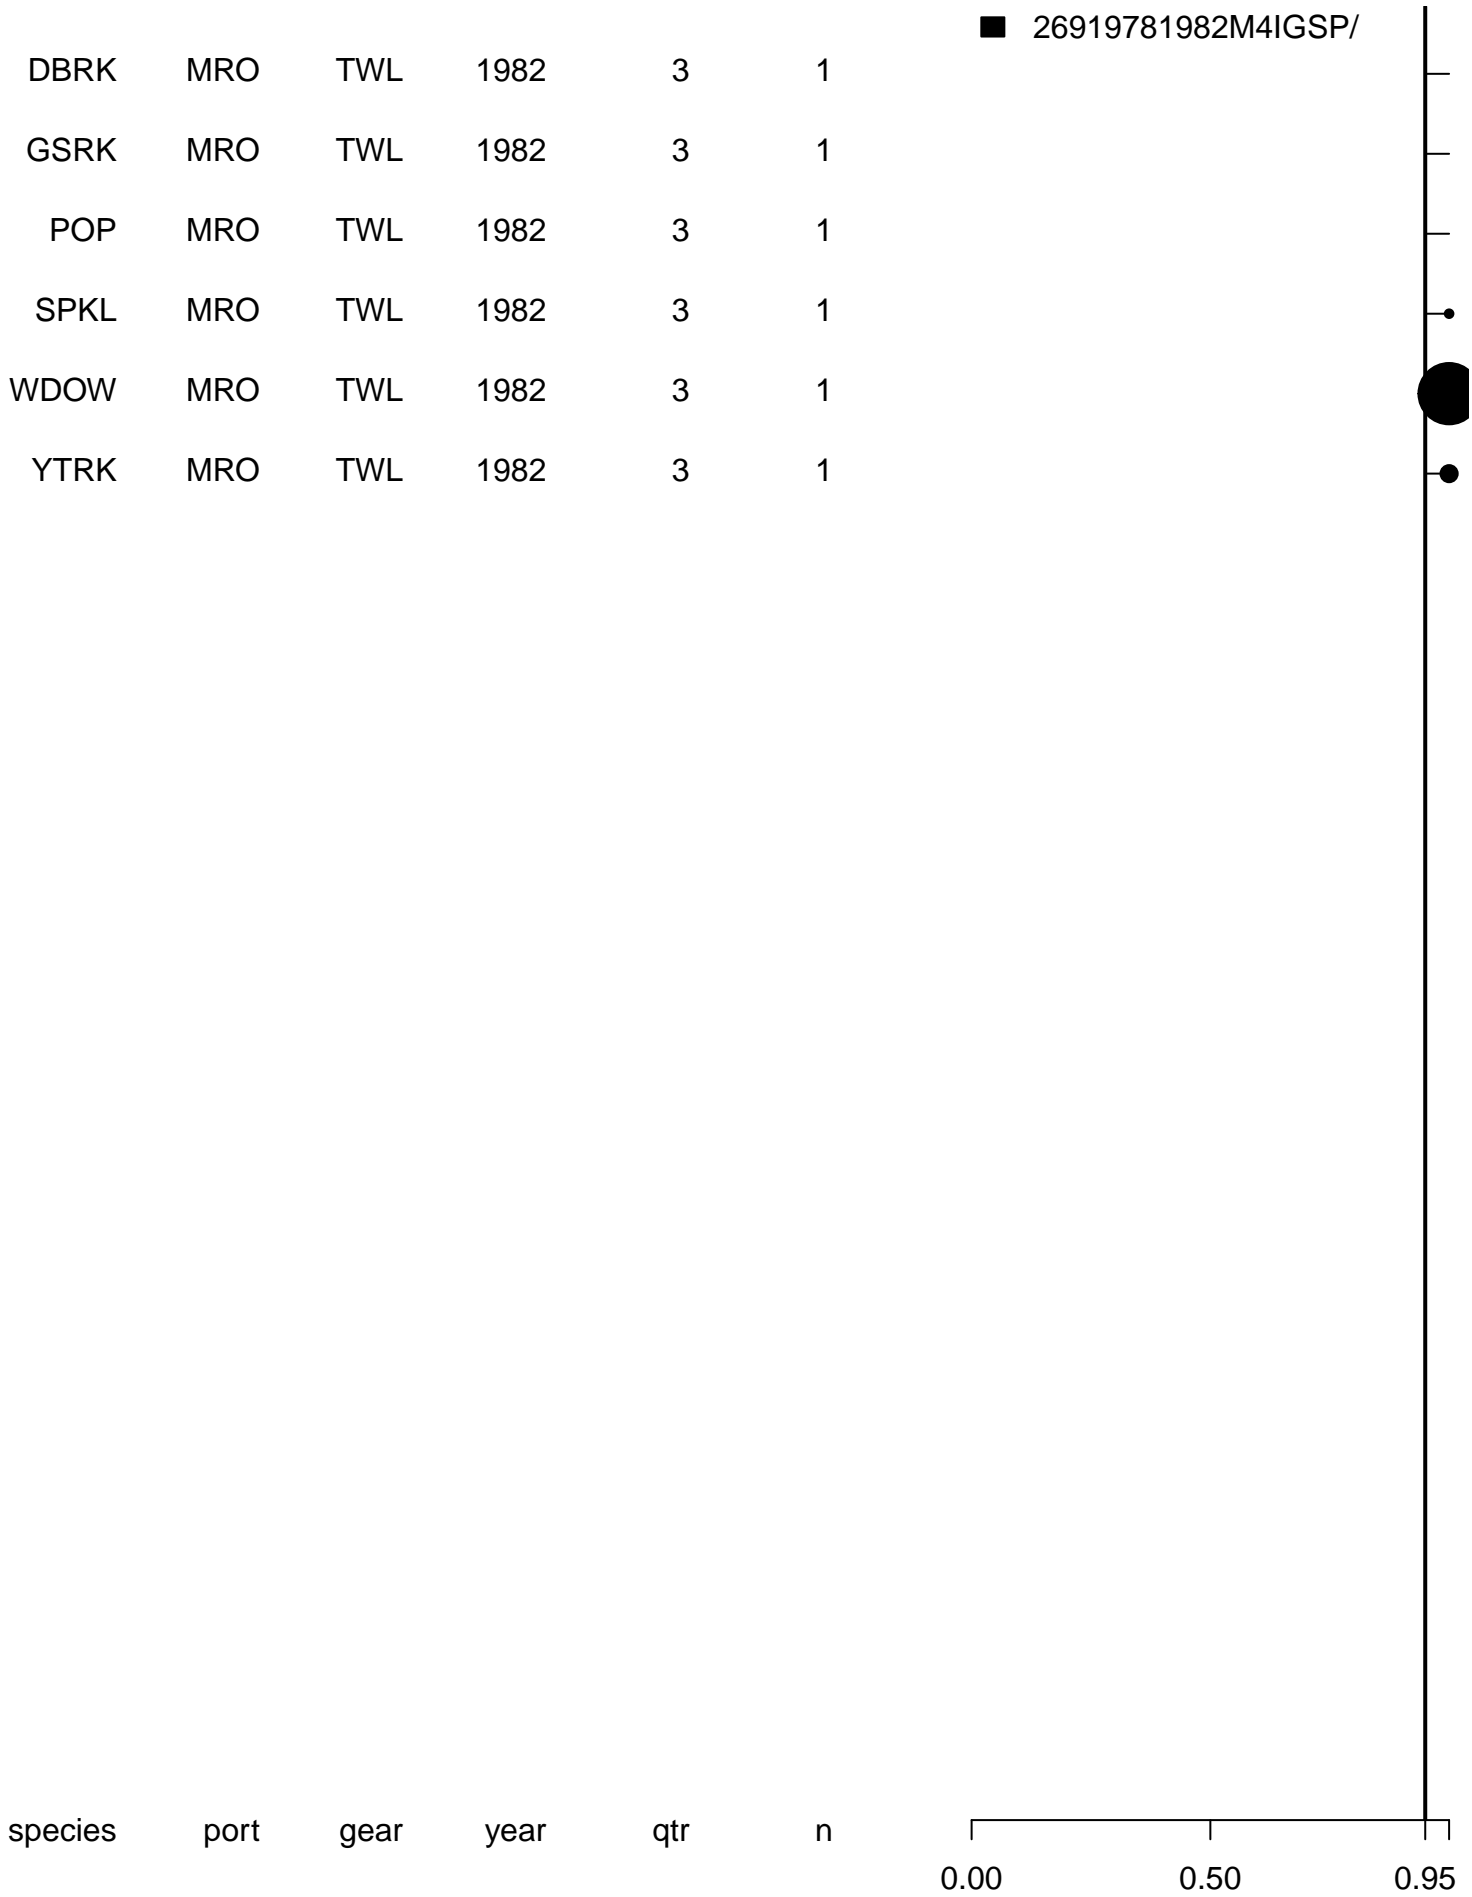 26919781982M4IGSP/
DBRK MRO TWL 1982 3 1
GSRK MRO TWL 1982 3 1
POP MRO TWL 1982 3 1
SPKL MRO TWL 1982 3 1
WDOW MRO TWL 1982 3 1
YTRK MRO TWL 1982 3 1
species port gear year qtr n
0.00 0.50 0.95